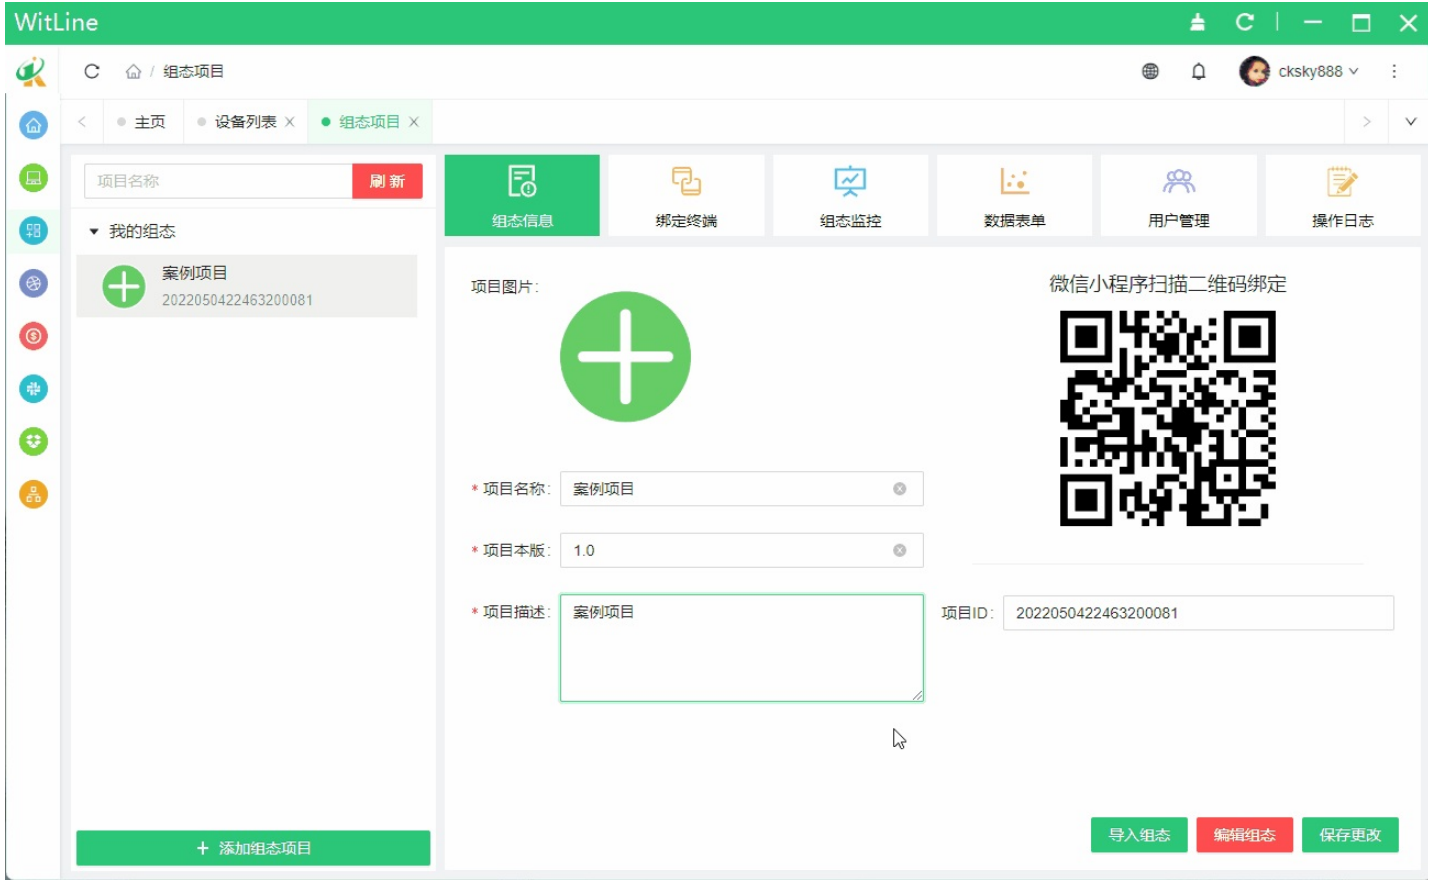 WitLine
/ 组态项目
cksky888
主页
设备列表
组态项目
项目名称
刷 新
我的组态
案例项目
2022050422463200081
添加组态项目
组态信息
绑定终端
组态监控
数据表单
用户管理
操作日志
项目图片:
微信小程序扫描二维码绑定
* 项目名称:
案例项目
* 项目本版:
1.0
* 项目描述:
案例项目
项目ID:
2022050422463200081
导入组态
编辑组态
保存更改